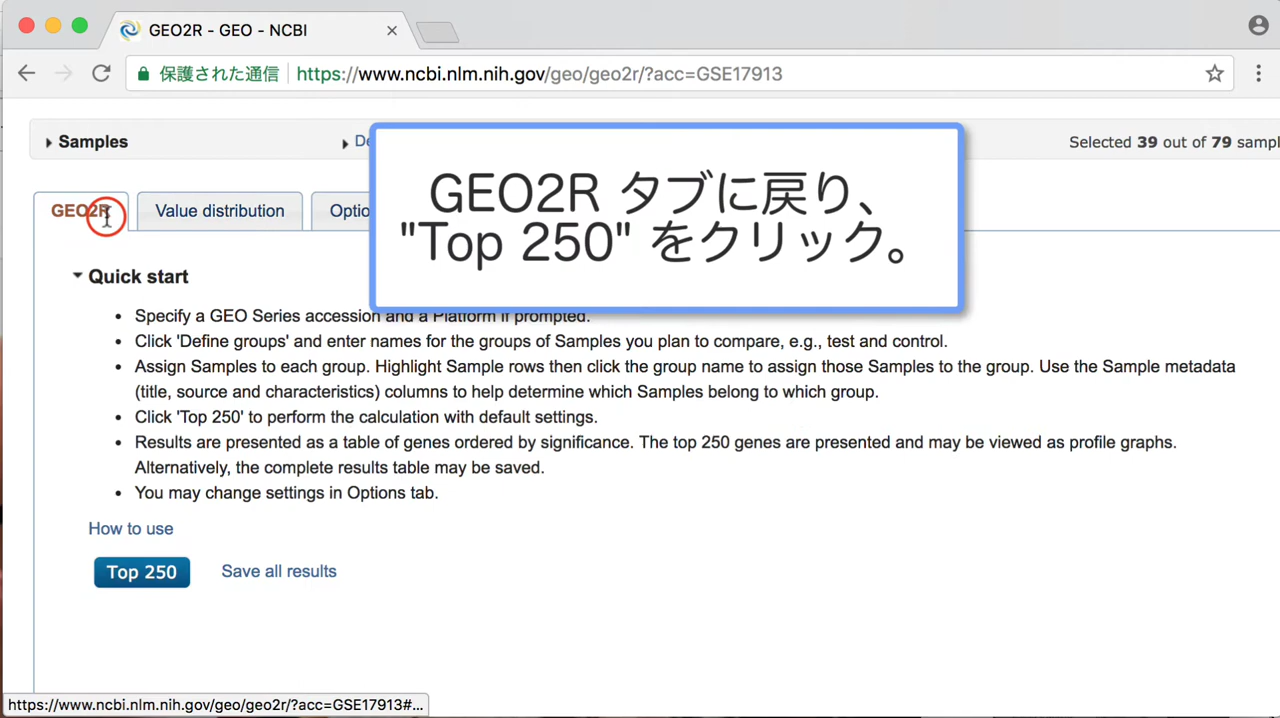 GEO2R - GEO - NCBI
保護された通信 https://www.ncbi.nlm.nih.gov/geo/geo2r/?acc=GSE17913
Samples
Selected 39 out of 79 sampl
GEO2R タブに戻り、
"Top 250" をクリック。
GEO2R Value distribution Optio
Quick start
• Specify a GEO Series accession and a Platform if prompted.
• Click 'Define groups' and enter names for the groups of Samples you plan to compare, e.g., test and control.
• Assign Samples to each group. Highlight Sample rows then click the group name to assign those Samples to the group. Use the Sample metadata
(title, source and characteristics) columns to help determine which Samples belong to which group.
• Click 'Top 250' to perform the calculation with default settings.
• Results are presented as a table of genes ordered by significance. The top 250 genes are presented and may be viewed as profile graphs.
Alternatively, the complete results table may be saved.
• You may change settings in Options tab.
How to use
Top 250 Save all results
https://www.ncbi.nlm.nih.gov/geo/geo2r/?acc=GSE17913#...